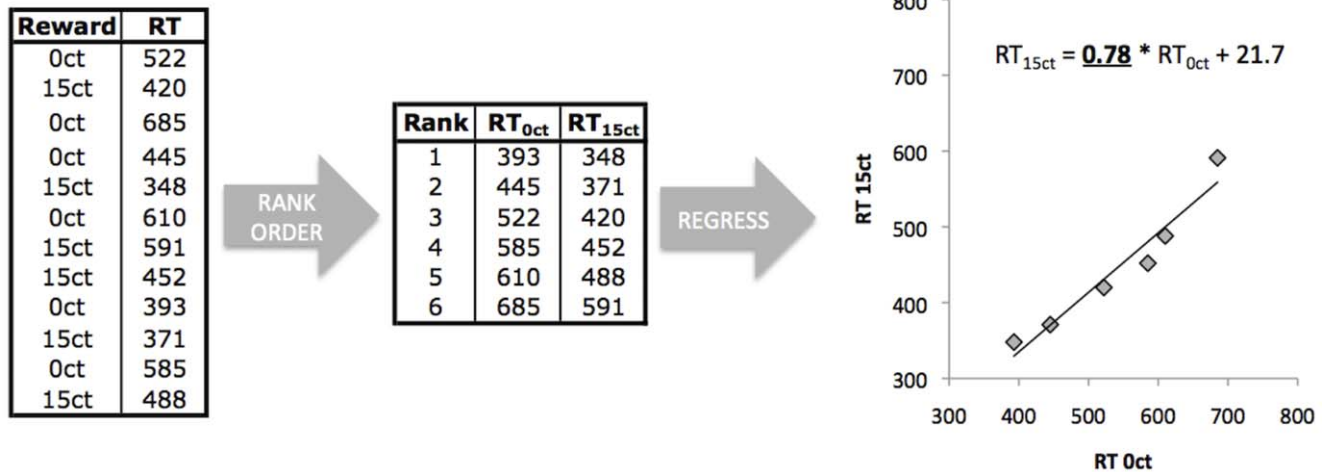 Reward RT
0ct 522
15ct 420
0ct 685
0ct 445
15ct 348
0ct 610
15ct 591
15ct 452
0ct 393
15ct 371
0ct 585
15ct 488
RANK
ORDER
Rank RT0ct RT15ct
1 393 348
2 445 371
3 522 420
4 585 452
5 610 488
6 685 591
REGRESS
RT15ct = 0.78 * RT0ct + 21.7
800
700
600
500
400
300
RT 15ct
300 400 500 600 700 800
RT 0ct